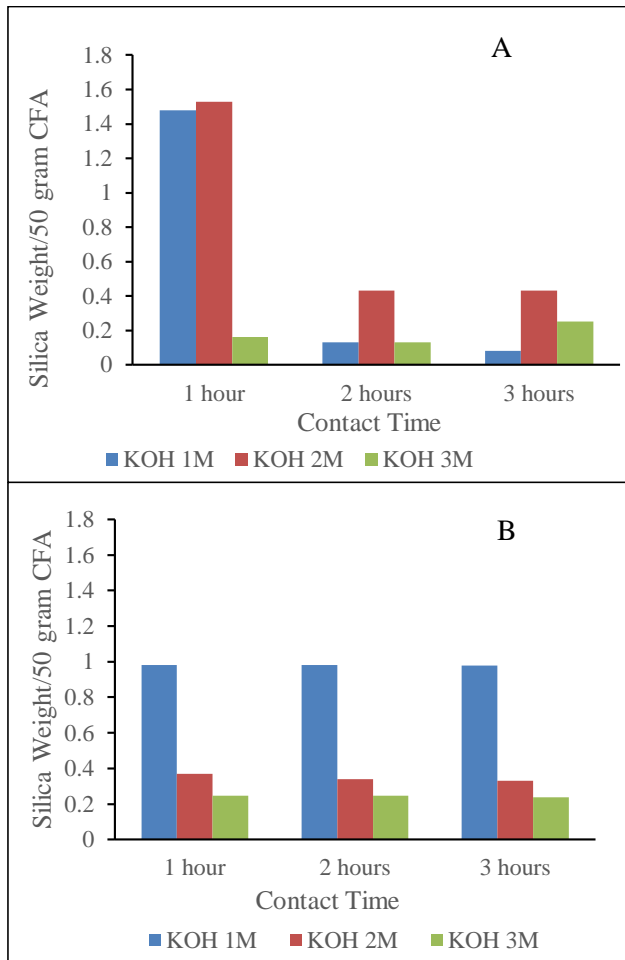 A
Silica Weight/50 gram CFA
1.8
1.6
1.4
1.2
1
0.8
0.6
0.4
0.2
0
1 hour 2 hours 3 hours
Contact Time
KOH 1M KOH 2M KOH 3M
B
Silica Weight/50 gram CFA
1.8
1.6
1.4
1.2
1
0.8
0.6
0.4
0.2
0
1 hour 2 hours 3 hours
Contact Time
KOH 1M KOH 2M KOH 3M